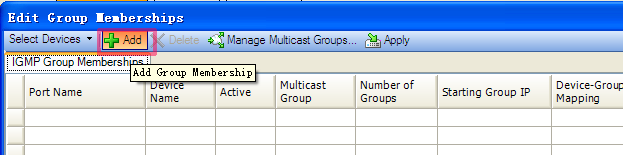 Edit Group Memberships
Select Devices Add Delete Manage Multicast Groups... Apply
IGMP Group Memberships
Add Group Membership
Port Name Device Name Active Multicast Group Number of Groups Starting Group IP Device-Group Mapping